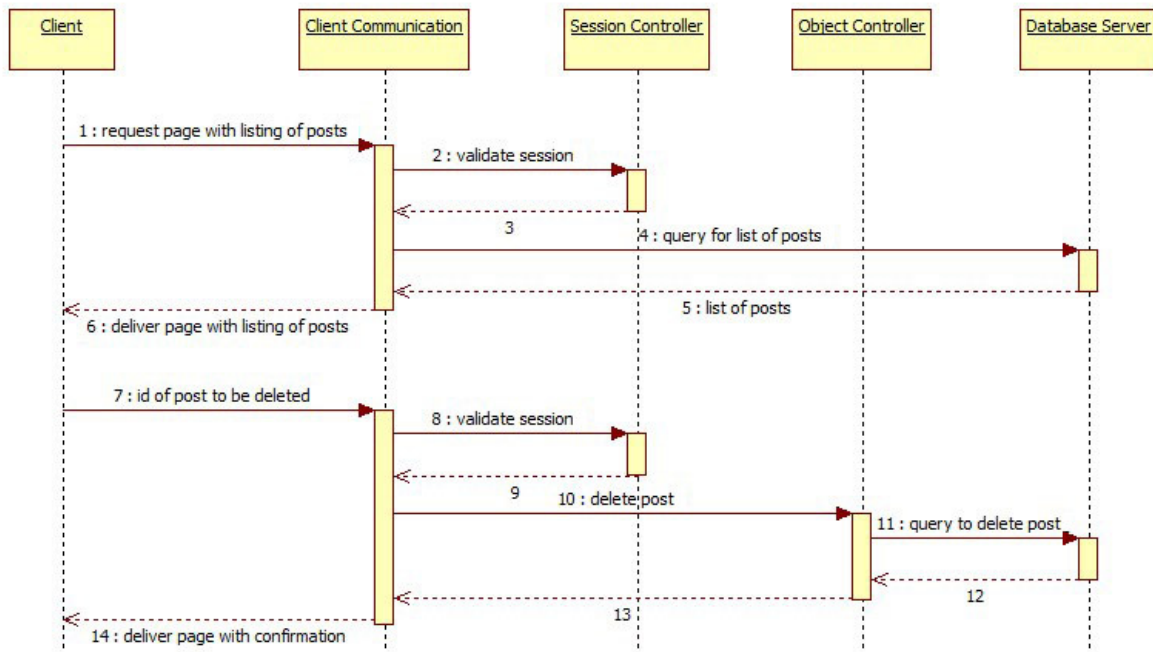 Client
Client Communication
Session Controller
Object Controller
Database Server
1 : request page with listing of posts
2 : validate session
3
4 : query for list of posts
5 : list of posts
6 : deliver page with listing of posts
7 : id of post to be deleted
8 : validate session
9
10 : delete post
11 : query to delete post
12
13
14 : deliver page with confirmation